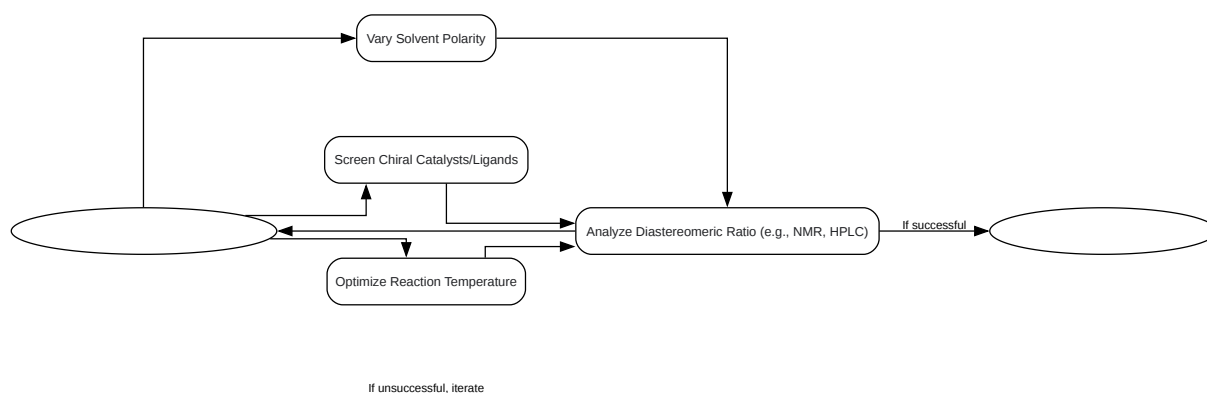 Vary Solvent Polarity
Screen Chiral Catalysts/Ligands
Analyze Diastereomeric Ratio (e.g., NMR, HPLC)
If successful
Optimize Reaction Temperature
If unsuccessful, iterate